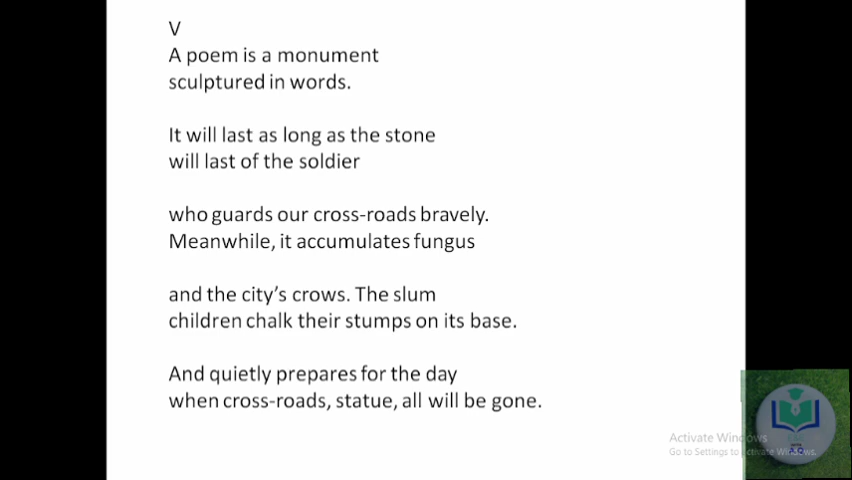 V
A poem is a monument
sculptured in words.
It will last as long as the stone
will last of the soldier
who guards our cross-roads bravely.
Meanwhile, it accumulates fungus
and the city's crows. The slum
children chalk their stumps on its base.
And quietly prepares for the day
when cross-roads, statue, all will be gone.
Activate Windows
Go to Settings to activate Windows.